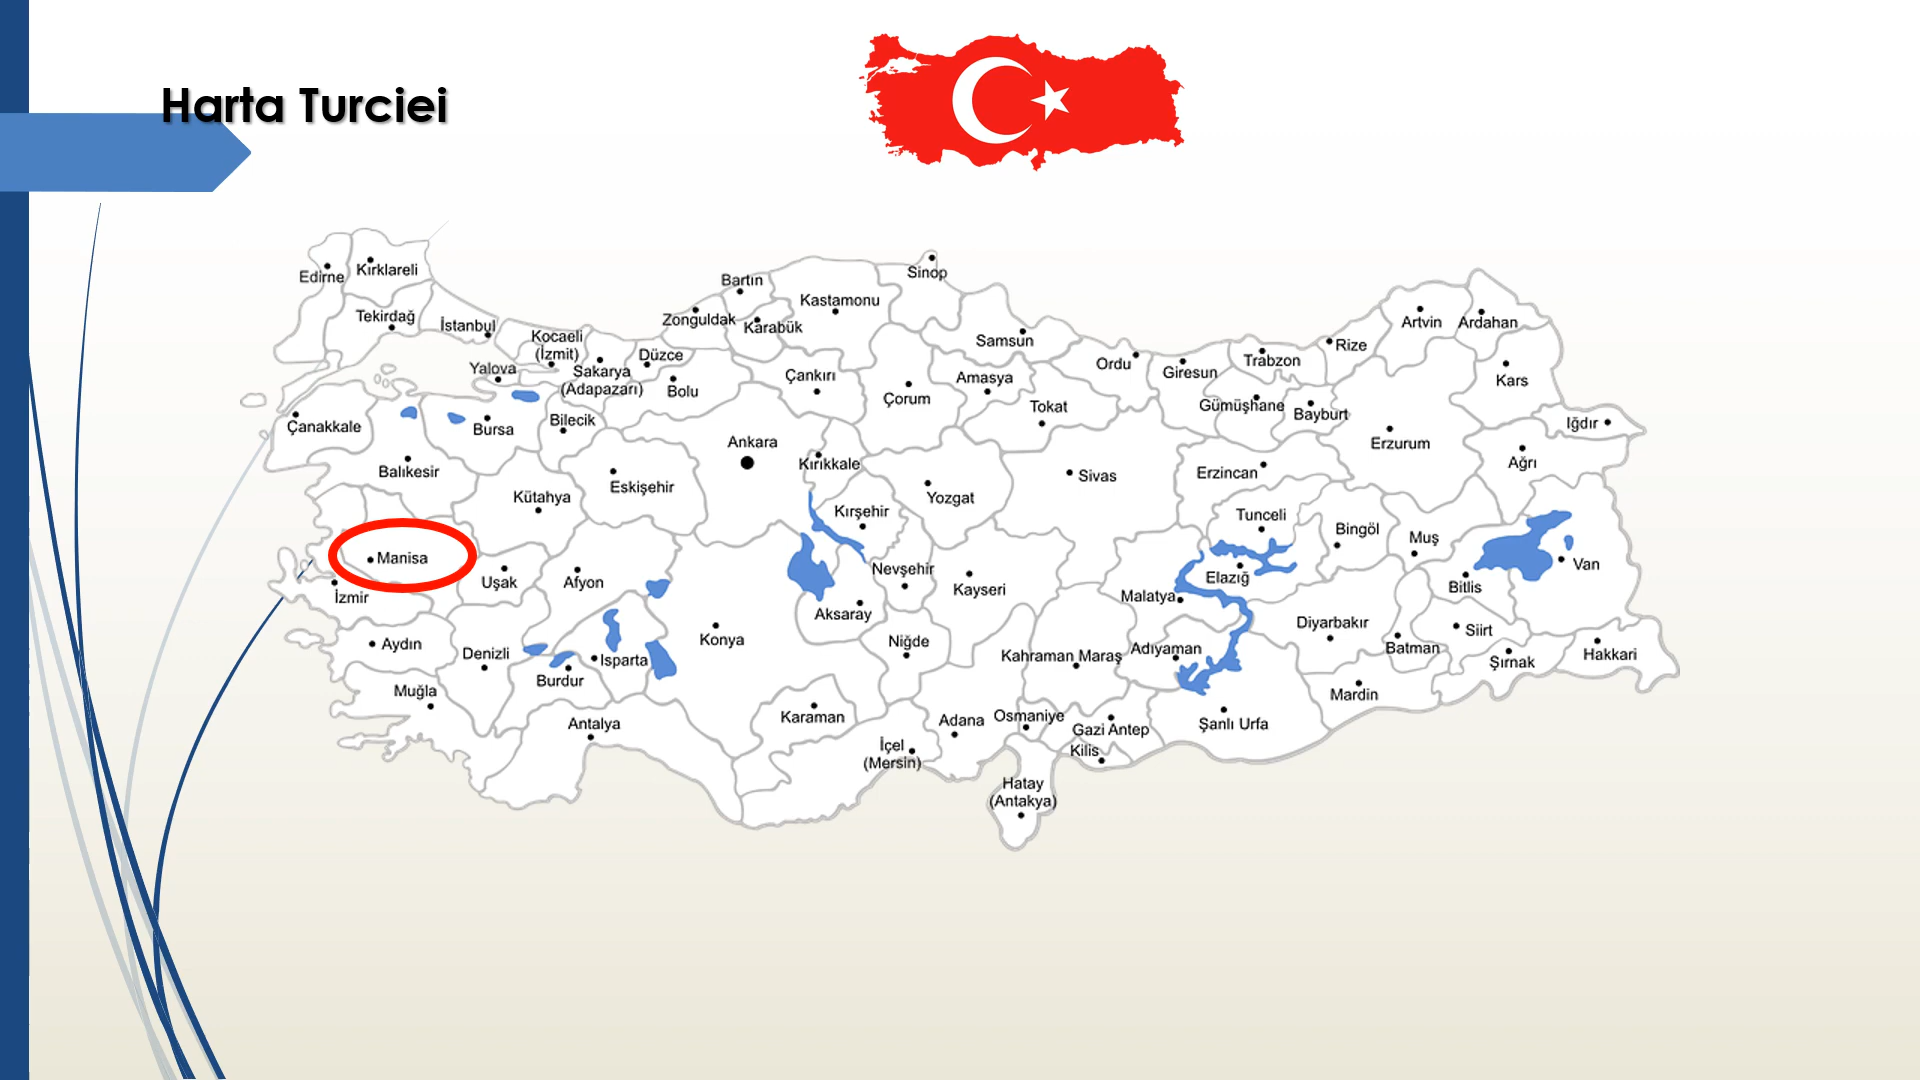 Harta Turciei
Edirne
Kırklareli
Tekirdağ
İstanbul
Kocaeli
(İzmit)
Yalova
Sakarya
(Adapazarı)
Düzce
Bolu
Zonguldak
Bartın
Karabük
Kastamonu
Sinop
Çankırı
Çorum
Samsun
Amasya
Tokat
Ordu
Giresun
Gümüşhane
Trabzon
Bayburt
Rize
Artvin
Ardahan
Kars
Iğdır
Ağrı
Erzurum
Erzincan
Çanakkale
Balıkesir
Bursa
Bilecik
Kütahya
Eskişehir
Ankara
Kırıkkale
Kırşehir
Yozgat
Sivas
Tunceli
Bingöl
Muş
Bitlis
Van
Manisa
İzmir
Uşak
Afyon
Konya
Aksaray
Nevşehir
Kayseri
Niğde
Malatya
Elazığ
Diyarbakır
Batman
Siirt
Şırnak
Hakkari
Mardin
Aydın
Denizli
Muğla
Burdur
Isparta
Antalya
Karaman
İçel
(Mersin)
Adana
Osmaniye
Kahraman Maraş
Adıyaman
Gazi Antep
Kilis
Şanlı Urfa
Hatay
(Antakya)